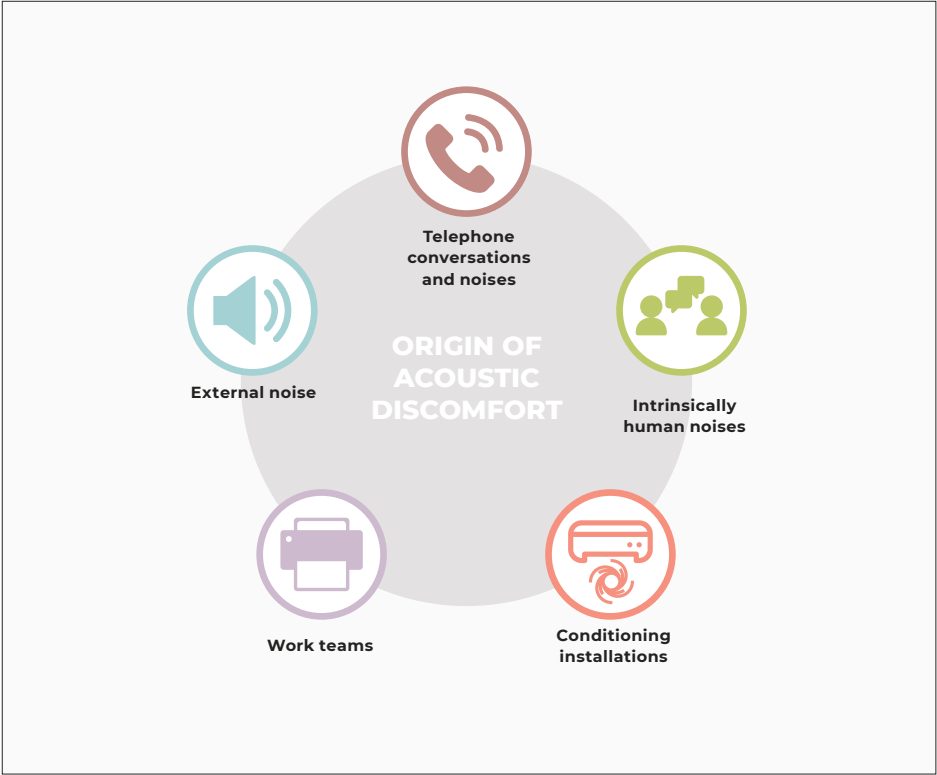 Telephone
conversations
and noises
External noise
ORIGIN OF
ACOUSTIC
DISCOMFORT
Intrinsically
human noises
Work teams
Conditioning
installations